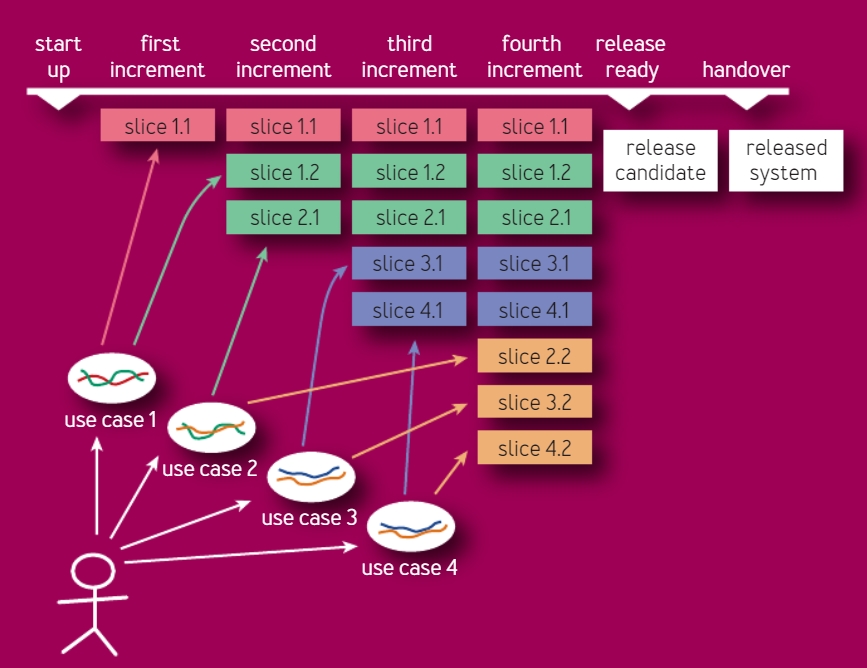 start
up
first
increment
second
increment
third
increment
fourth
increment
release
ready
handover
slice 1.1
slice 1.1
slice 1.1
slice 1.1
release
candidate
released
system
slice 1.2
slice 1.2
slice 1.2
slice 2.1
slice 2.1
slice 2.1
slice 3.1
slice 3.1
slice 4.1
slice 4.1
slice 2.2
slice 3.2
slice 4.2
use case 1
use case 2
use case 3
use case 4